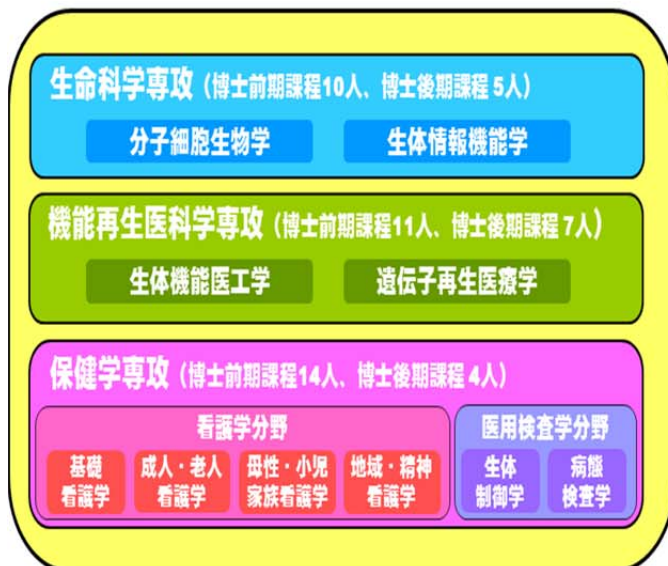 生命科学専攻（博士前期課程10人、博士後期課程 5人）
分子細胞生物学
生体情報機能学
機能再生医科学専攻（博士前期課程11人、博士後期課程 7人）
生体機能医工学
遺伝子再生医療学
保健学専攻（博士前期課程14人、博士後期課程 4人）
看護学分野
基礎
看護学
成人・老人
看護学
母性・小児
家族看護学
地域・精神
看護学
医用検査学分野
生体
制御学
病態
検査学